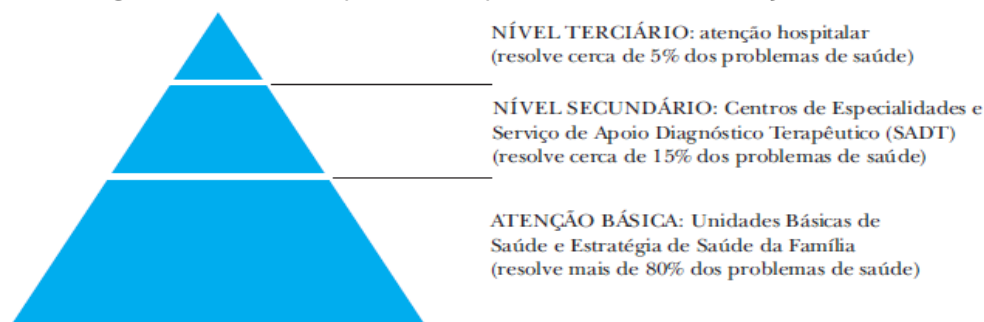 NÍVEL TERCIÁRIO: atenção hospitalar
(resolve cerca de 5% dos problemas de saúde)
NÍVEL SECUNDÁRIO: Centros de Especialidades e
Serviço de Apoio Diagnóstico Terapêutico (SADT)
(resolve cerca de 15% dos problemas de saúde)
ATENÇÃO BÁSICA: Unidades Básicas de
Saúde e Estratégia de Saúde da Família
(resolve mais de 80% dos problemas de saúde)